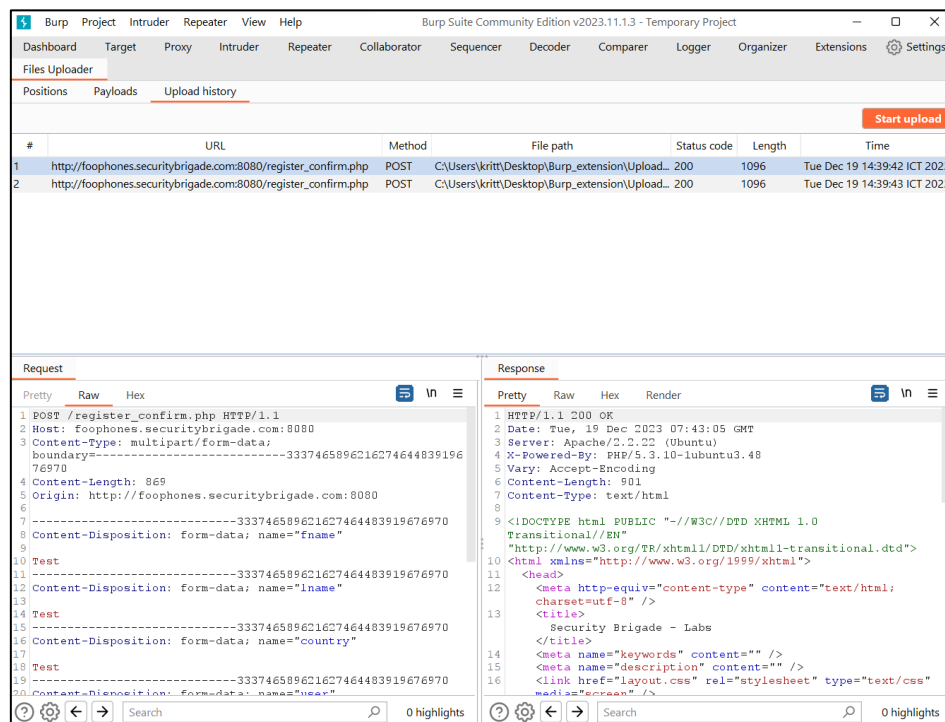 Burp Project Intruder Repeater View Help Burp Suite Community Edition v2023.11.1.3 - Temporary Project
Dashboard Target Proxy Intruder Repeater Collaborator Sequencer Decoder Comparer Logger Organizer Extensions Settings
Files Uploader
Positions Payloads Upload history
Start upload
# URL Method File path Status code Length Time
1 http://foophones.securitybrigade.com:8080/register_confirm.php POST C:\Users\kritt\Desktop\Burp_extension\Upload... 200 1096 Tue Dec 19 14:39:42 ICT 202
2 http://foophones.securitybrigade.com:8080/register_confirm.php POST C:\Users\kritt\Desktop\Burp_extension\Upload... 200 1096 Tue Dec 19 14:39:43 ICT 202
Request
Pretty Raw Hex \n
1 POST /register_confirm.php HTTP/1.1
2 Host: foophones.securitybrigade.com:8080
3 Content-Type: multipart/form-data;
boundary=---------------------------33374658962162746448391 96
76970
4 Content-Length: 869
5 Origin: http://foophones.securitybrigade.com:8080
6
7 -----------------------------3337465896216274644839 19676970
8 Content-Disposition: form-data; name="fname"
9
10 Test
11 -----------------------------333746589621627464483919676970
12 Content-Disposition: form-data; name="lname"
13
14 Test
15 -----------------------------333746589621627464483919676970
16 Content-Disposition: form-data; name="country"
17
18 Test
19 -----------------------------333746589621627464483919676970
20 Content-Disposition: form-data; name="user"
Search 0 highlights
Response
Pretty Raw Hex Render \n
1 HTTP/1.1 200 OK
2 Date: Tue, 19 Dec 2023 07:43:05 GMT
3 Server: Apache/2.2.22 (Ubuntu)
4 X-Powered-By: PHP/5.3.10-1ubuntu3.48
5 Vary: Accept-Encoding
6 Content-Length: 901
7 Content-Type: text/html
8
9 <!DOCTYPE html PUBLIC "-//W3C//DTD XHTML 1.0
Transitional//EN"
"http://www.w3.org/TR/xhtml1/DTD/xhtml1-transitional.dtd">
10 <html xmlns="http://www.w3.org/1999/xhtml">
11 <head>
12 <meta http-equiv="content-type" content="text/html;
charset=utf-8" />
13 <title>
Security Brigade - Labs
</title>
14 <meta name="keywords" content="" />
15 <meta name="description" content="" />
16 <link href="layout.css" rel="stylesheet" type="text/css"
media="screen" />
Search 0 highlights